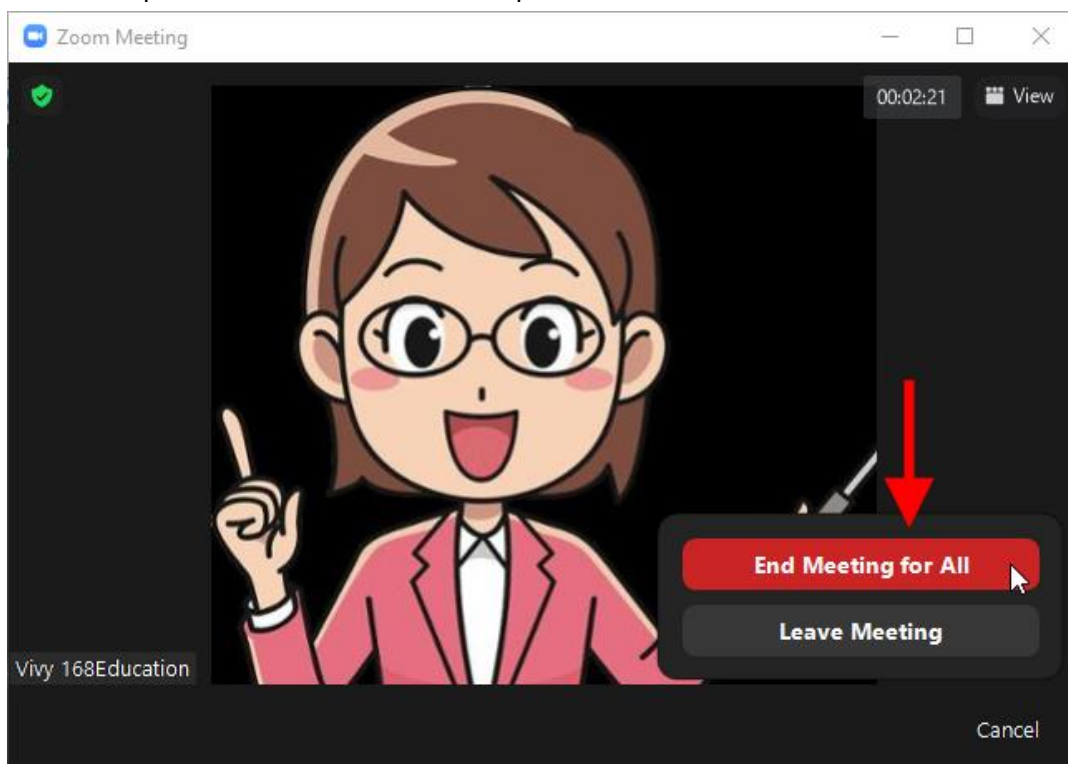 Zoom Meeting
00:02:21 View
End Meeting for All
Leave Meeting
Vivy 168Education
Cancel